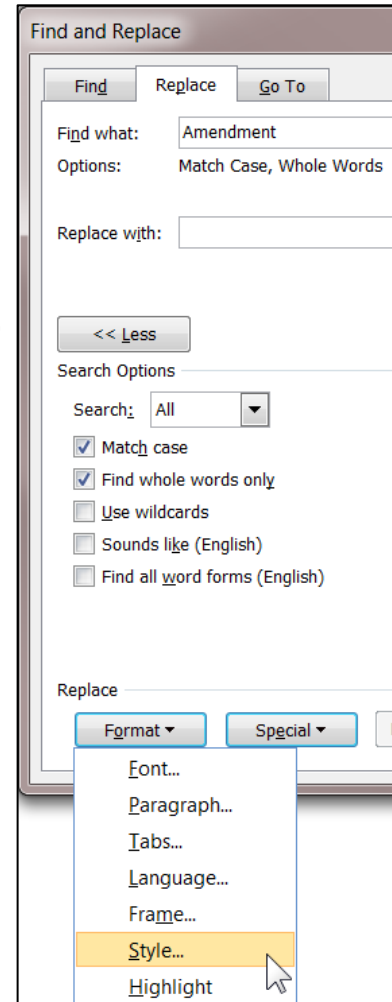 Find and Replace
Find Replace Go To
Find what: Amendment
Options: Match Case, Whole Words
Replace with:
<< Less
Search Options
Search: All
Match case
Find whole words only
Use wildcards
Sounds like (English)
Find all word forms (English)
Replace
Format Special
Font...
Paragraph...
Tabs...
Language...
Frame...
Style...
Highlight